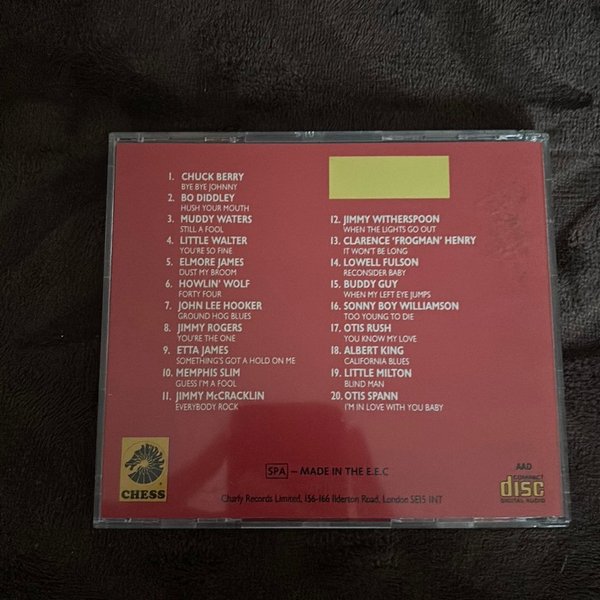 1. CHUCK BERRY
BYE BYE JOHNNY
2. BO DIDDLEY
HUSH YOUR MOUTH
3. MUDDY WATERS
STILL A FOOL
4. LITTLE WALTER
YOU'RE SO FINE
5. ELMORE JAMES
DUST MY BROOM
6. HOWLIN' WOLF
FORTY FOUR
7. JOHN LEE HOOKER
GROUND HOG BLUES
8. JIMMY ROGERS
YOU'RE THE ONE
9. ETTA JAMES
SOMETHING'S GOT A HOLD ON ME
10. MEMPHIS SLIM
GUESS I'M A FOOL
11. JIMMY McCRACKLIN
EVERYBODY ROCK
12. JIMMY WITHERSPOON
WHEN THE LIGHTS GO OUT
13. CLARENCE 'FROGMAN' HENRY
IT WON'T BE LONG
14. LOWELL FULSON
RECONSIDER BABY
15. BUDDY GUY
WHEN MY LEFT EYE JUMPS
16. SONNY BOY WILLIAMSON
TOO YOUNG TO DIE
17. OTIS RUSH
YOU KNOW MY LOVE
18. ALBERT KING
CALIFORNIA BLUES
19. LITTLE MILTON
BLIND MAN
20. OTIS SPANN
I'M IN LOVE WITH YOU BABY
CHESS
SPA – MADE IN THE E.E.C
Charly Records Limited, 156-166 Ilderton Road, London SE15 1NT
AAD
COMPACT
disc
DIGITAL AUDIO